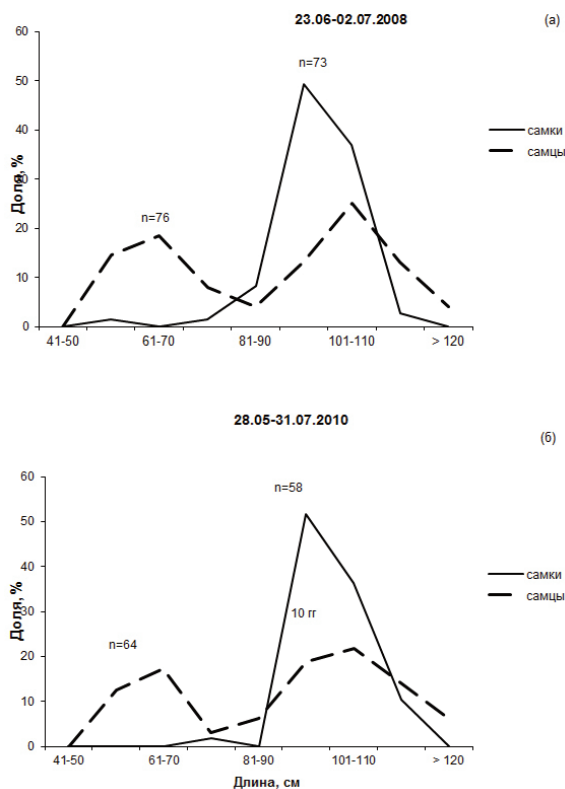 23.06-02.07.2008
(а)
60
50
40
30
20
10
0
Доля, %
n=73
n=76
самки
самцы
41-50
61-70
81-90
101-110
> 120
28.05-31.07.2010
(б)
60
50
40
30
20
10
0
Доля, %
n=58
10 гг
n=64
самки
самцы
41-50
61-70
81-90
101-110
> 120
Длина, см